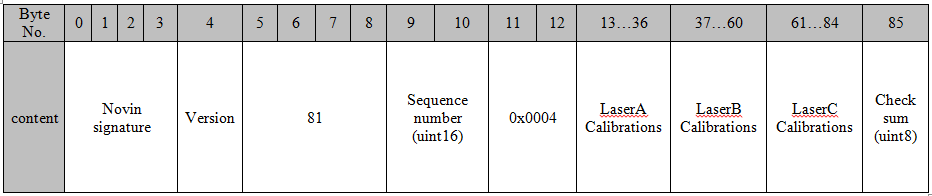 Byte No. 0 1 2 3 4 5 6 7 8 9 10 11 12 13…36 37…60 61…84 85
content Novin signature Version 81 Sequence number (uint16) 0x0004 LaserA Calibrations LaserB Calibrations LaserC Calibrations Check sum (uint8)